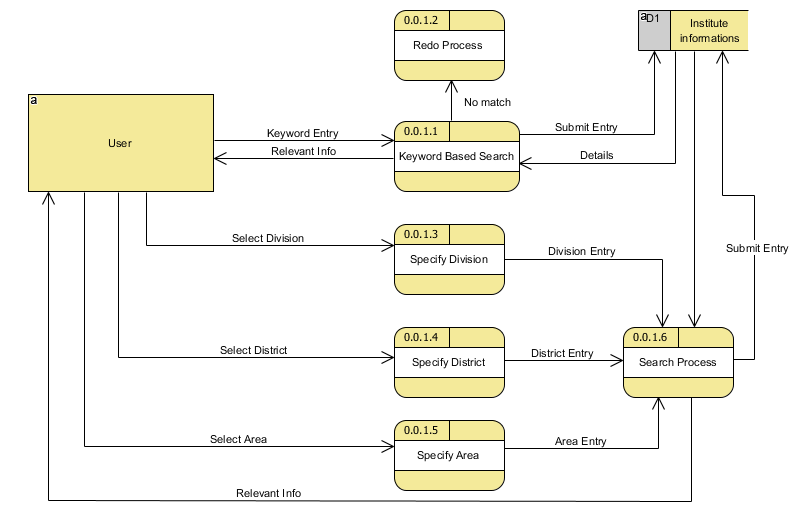 0.0.1.2
Redo Process
a
D1
Institute
informations
No match
a
User
Keyword Entry
Relevant Info
0.0.1.1
Keyword Based Search
Submit Entry
Details
0.0.1.3
Select Division
Specify Division
Division Entry
Submit Entry
0.0.1.4
Select District
Specify District
District Entry
0.0.1.6
Search Process
0.0.1.5
Select Area
Specify Area
Area Entry
Relevant Info